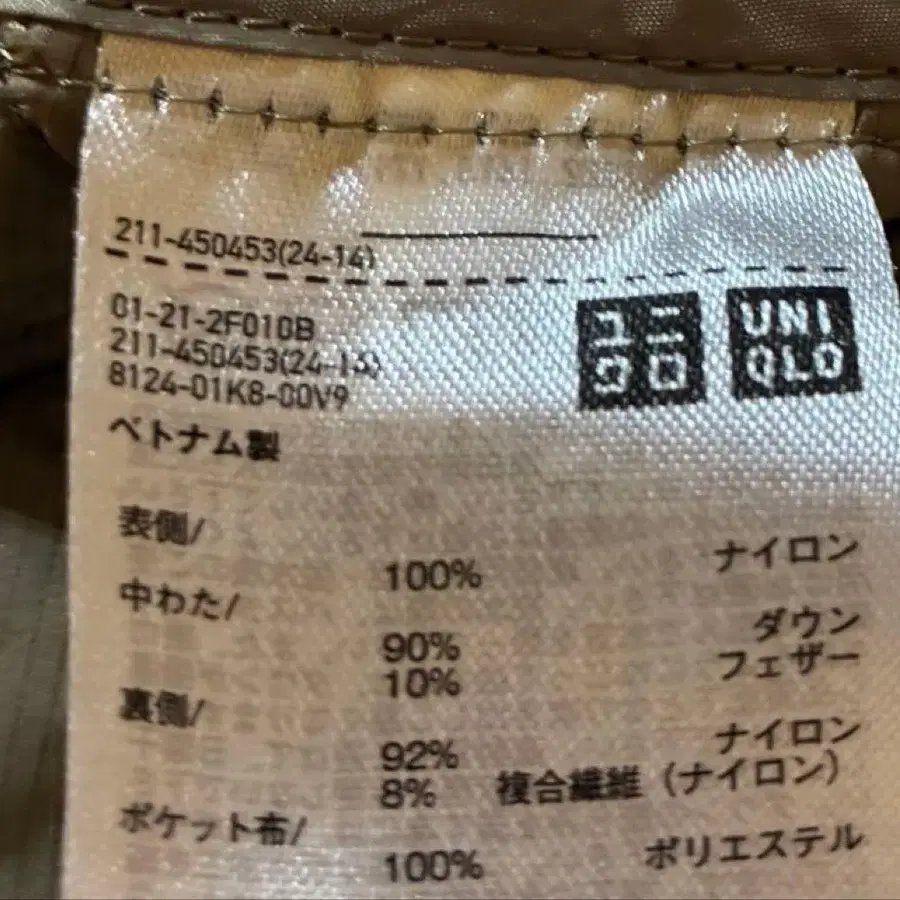 211-450453(24-14)
01-21-2F010B
211-450453(24-14)
8124-01K8-00V9
ユニ
クロ
UNI
QLO
ベトナム製
表側/
100% ナイロン
中わた/
90% ダウン
10% フェザー
裏側/
92% ナイロン
8% 複合繊維（ナイロン）
ポケット布/
100% ポリエステル